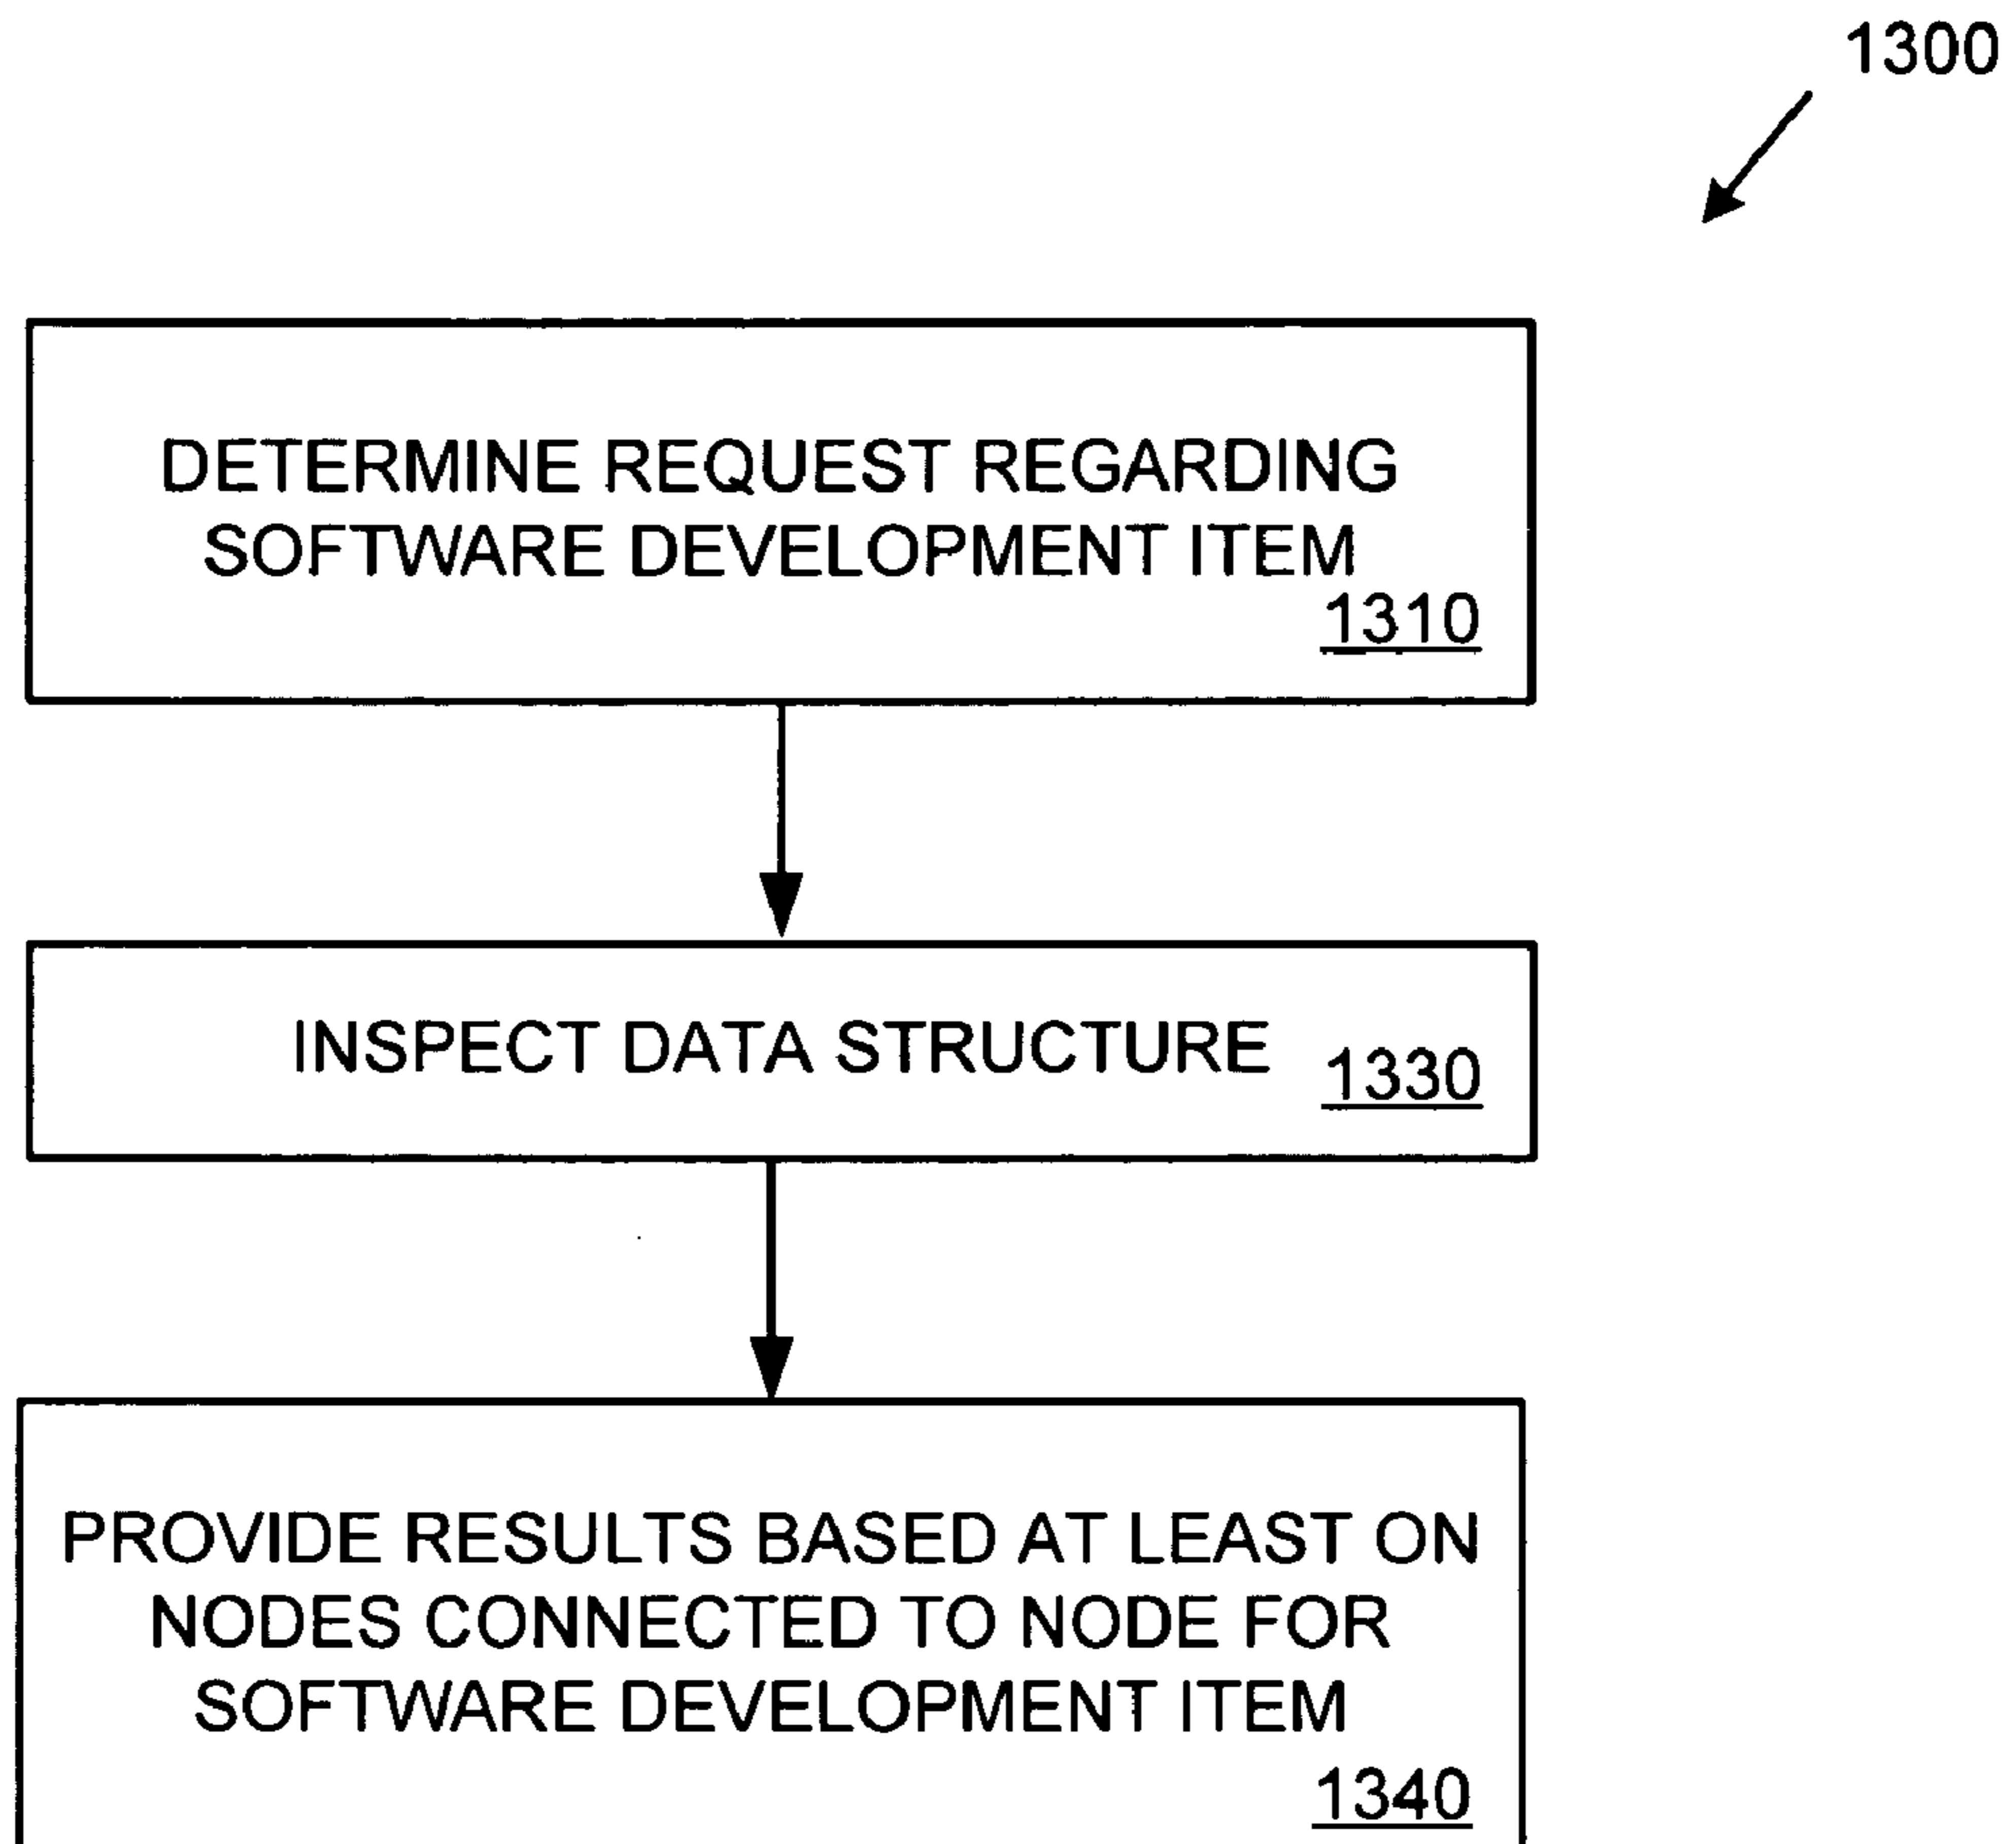 1300
DETERMINE REQUEST REGARDING
SOFTWARE DEVELOPMENT ITEM
1310
INSPECT DATA STRUCTURE 1330
PROVIDE RESULTS BASED AT LEAST ON
NODES CONNECTED TO NODE FOR
SOFTWARE DEVELOPMENT ITEM
1340